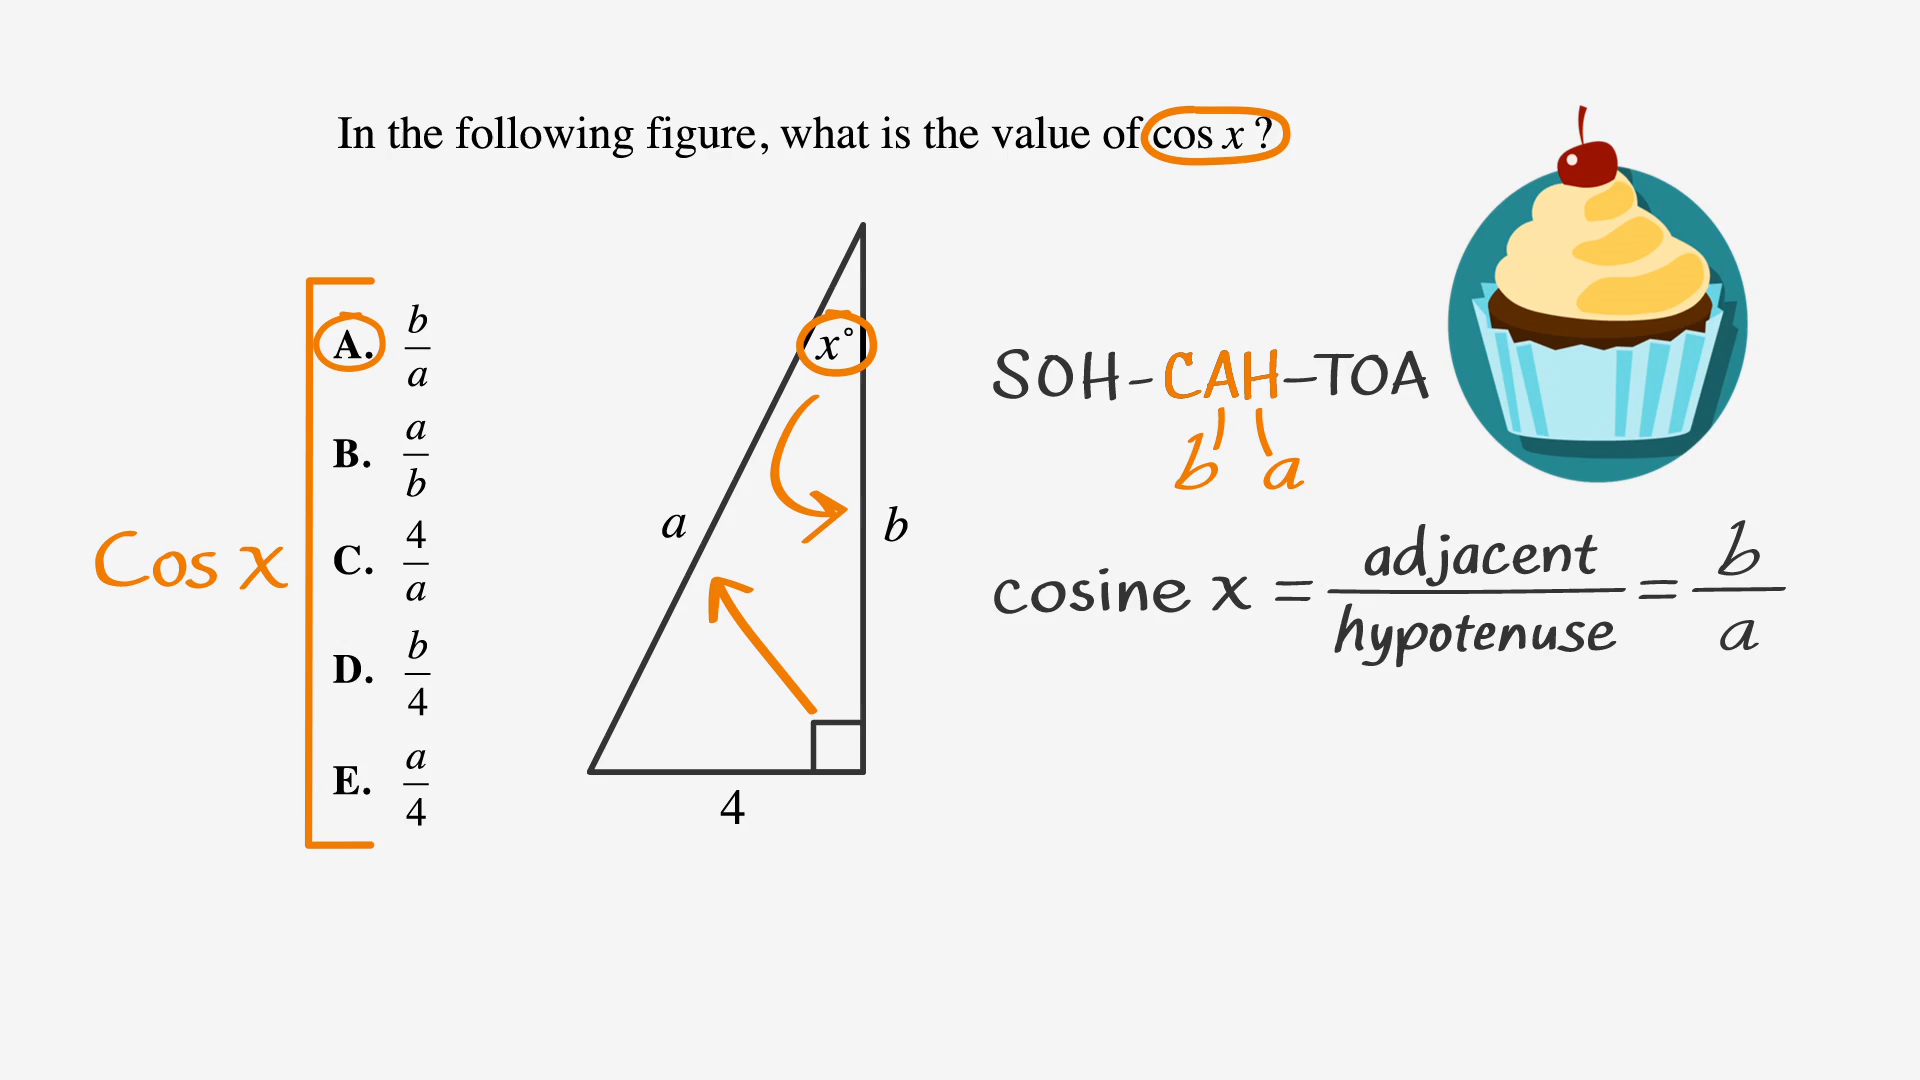 In the following figure, what is the value of cos x ?
Cos x
A. b/a
B. a/b
C. 4/a
D. b/4
E. a/4
x°
a
b
4
SOH-CAH-TOA
b a
cosine x = adjacent/hypotenuse = b/a